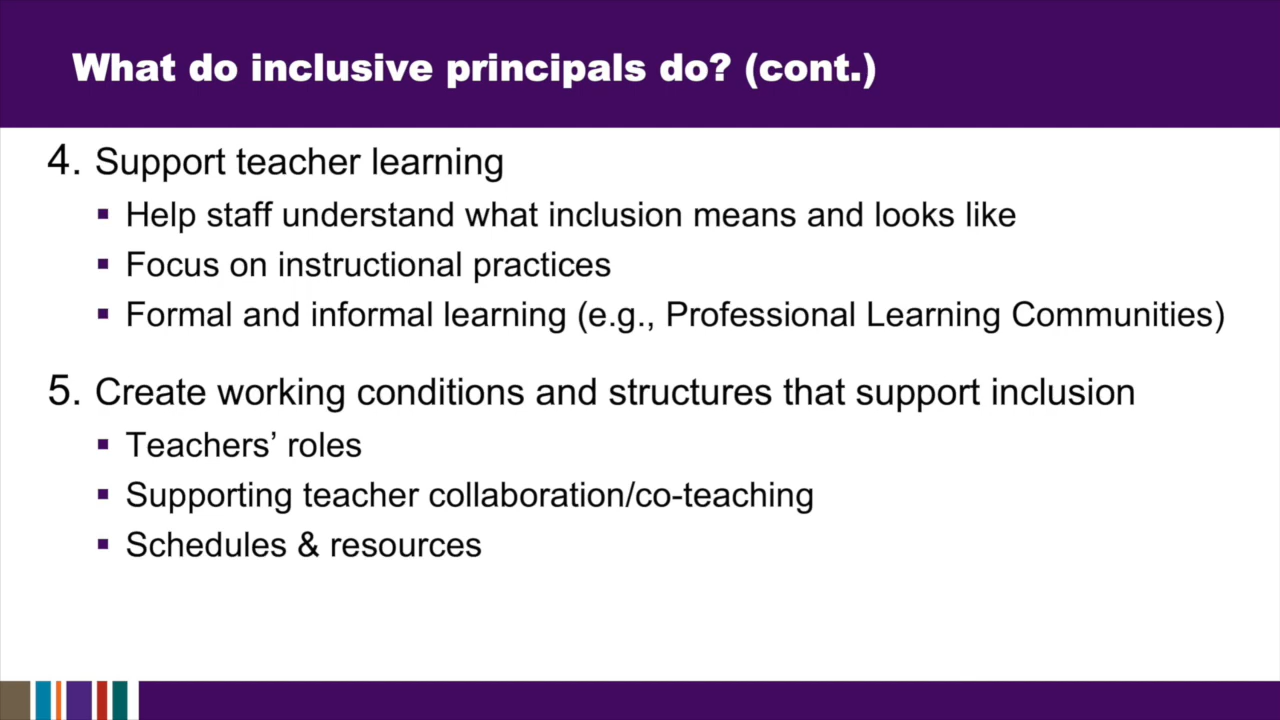 What do inclusive principals do? (cont.)
4. Support teacher learning
▪ Help staff understand what inclusion means and looks like
▪ Focus on instructional practices
▪ Formal and informal learning (e.g., Professional Learning Communities)
5. Create working conditions and structures that support inclusion
▪ Teachers’ roles
▪ Supporting teacher collaboration/co-teaching
▪ Schedules & resources